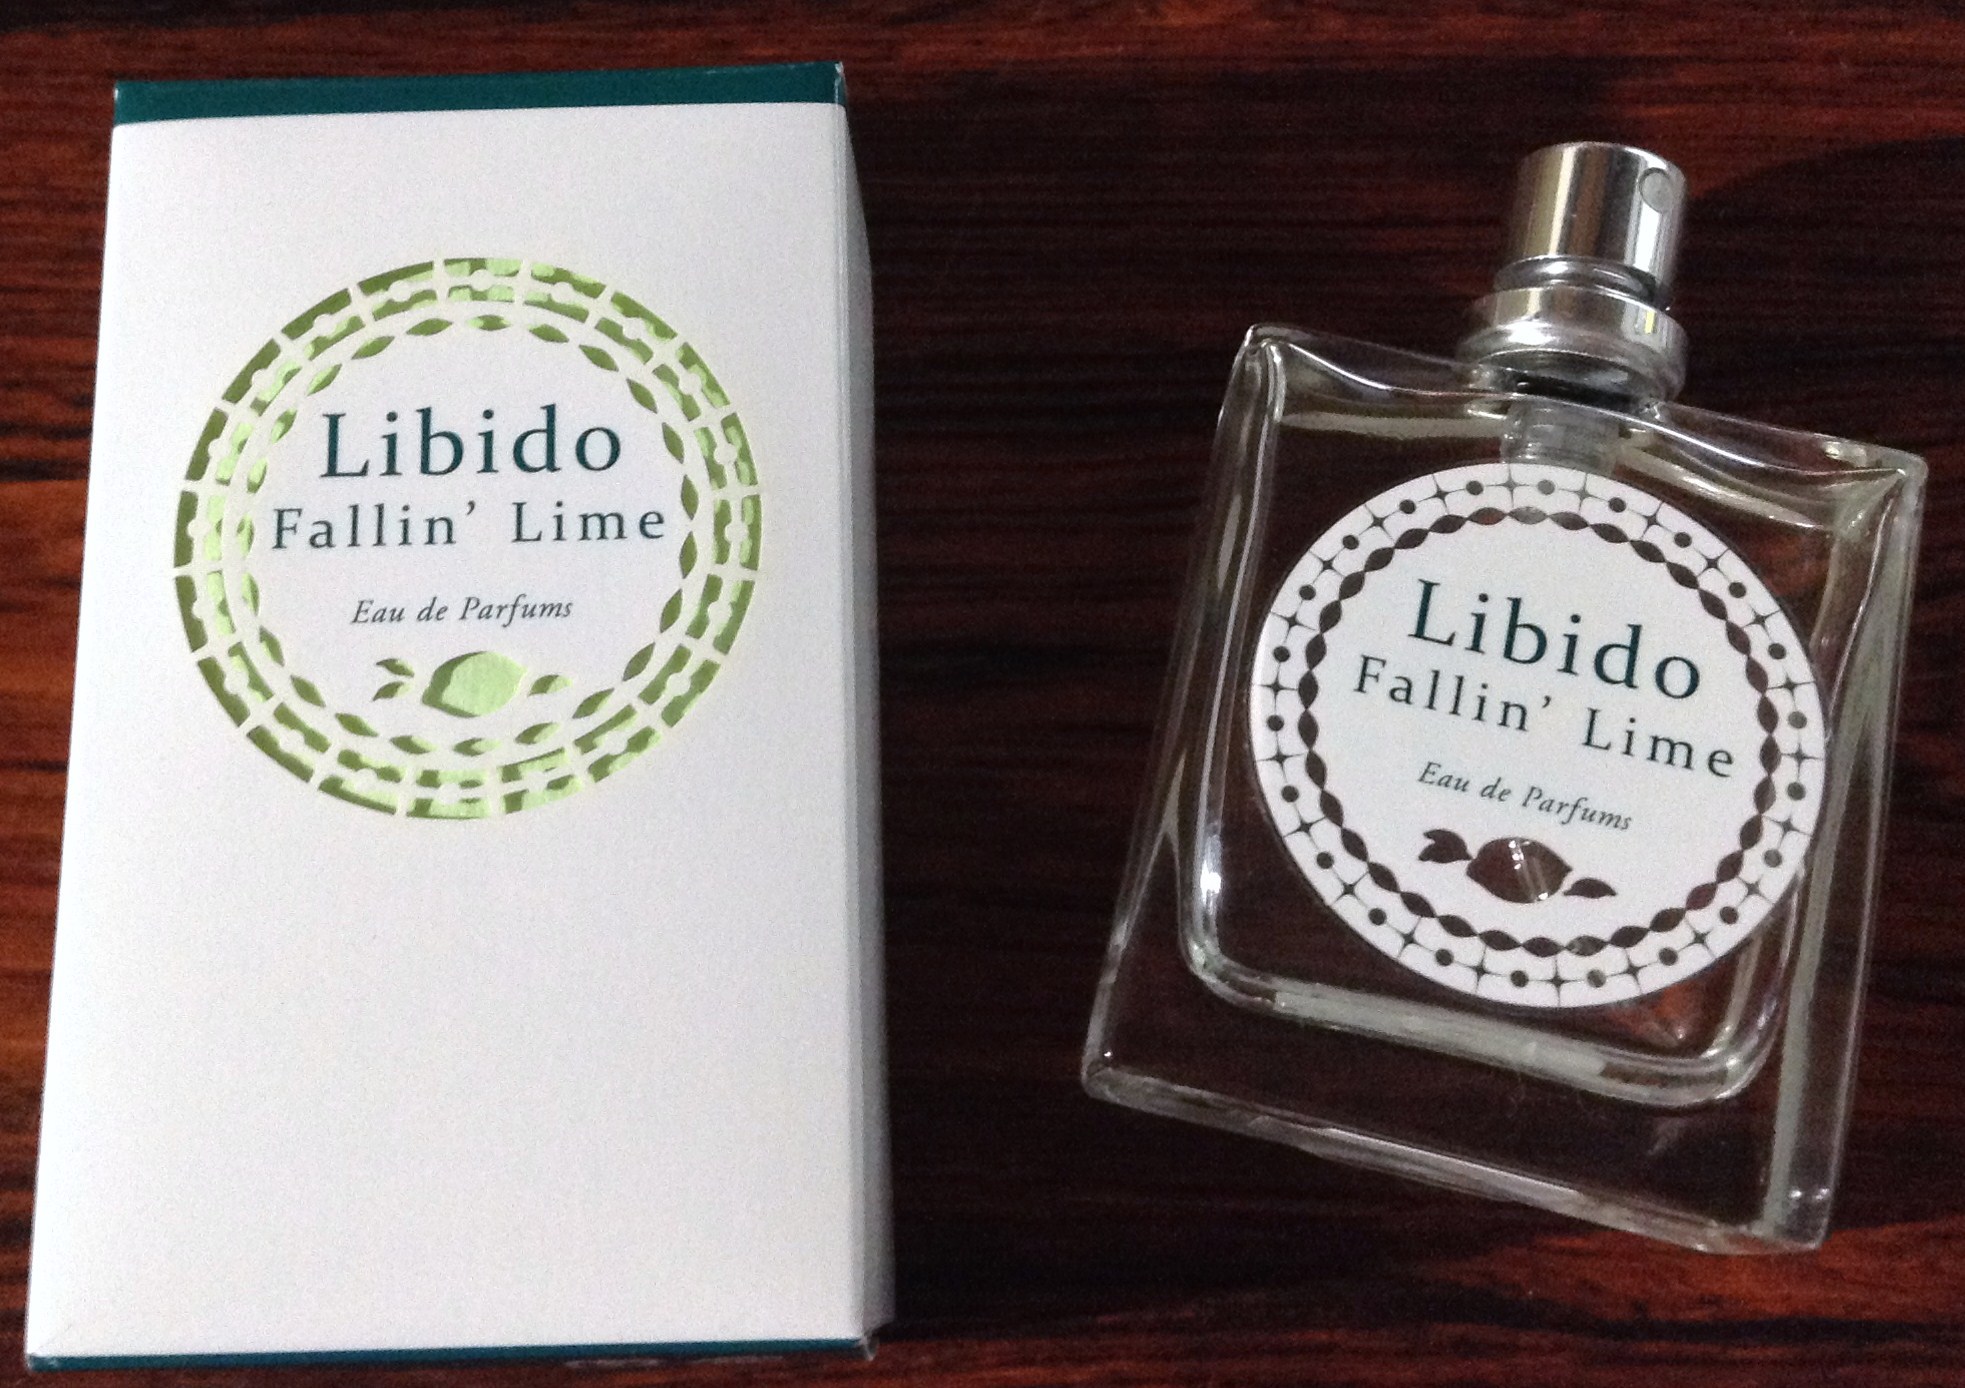 Libido
Fallin' Lime
Eau de Parfums
Libido
Fallin' Lime
Eau de Parfums